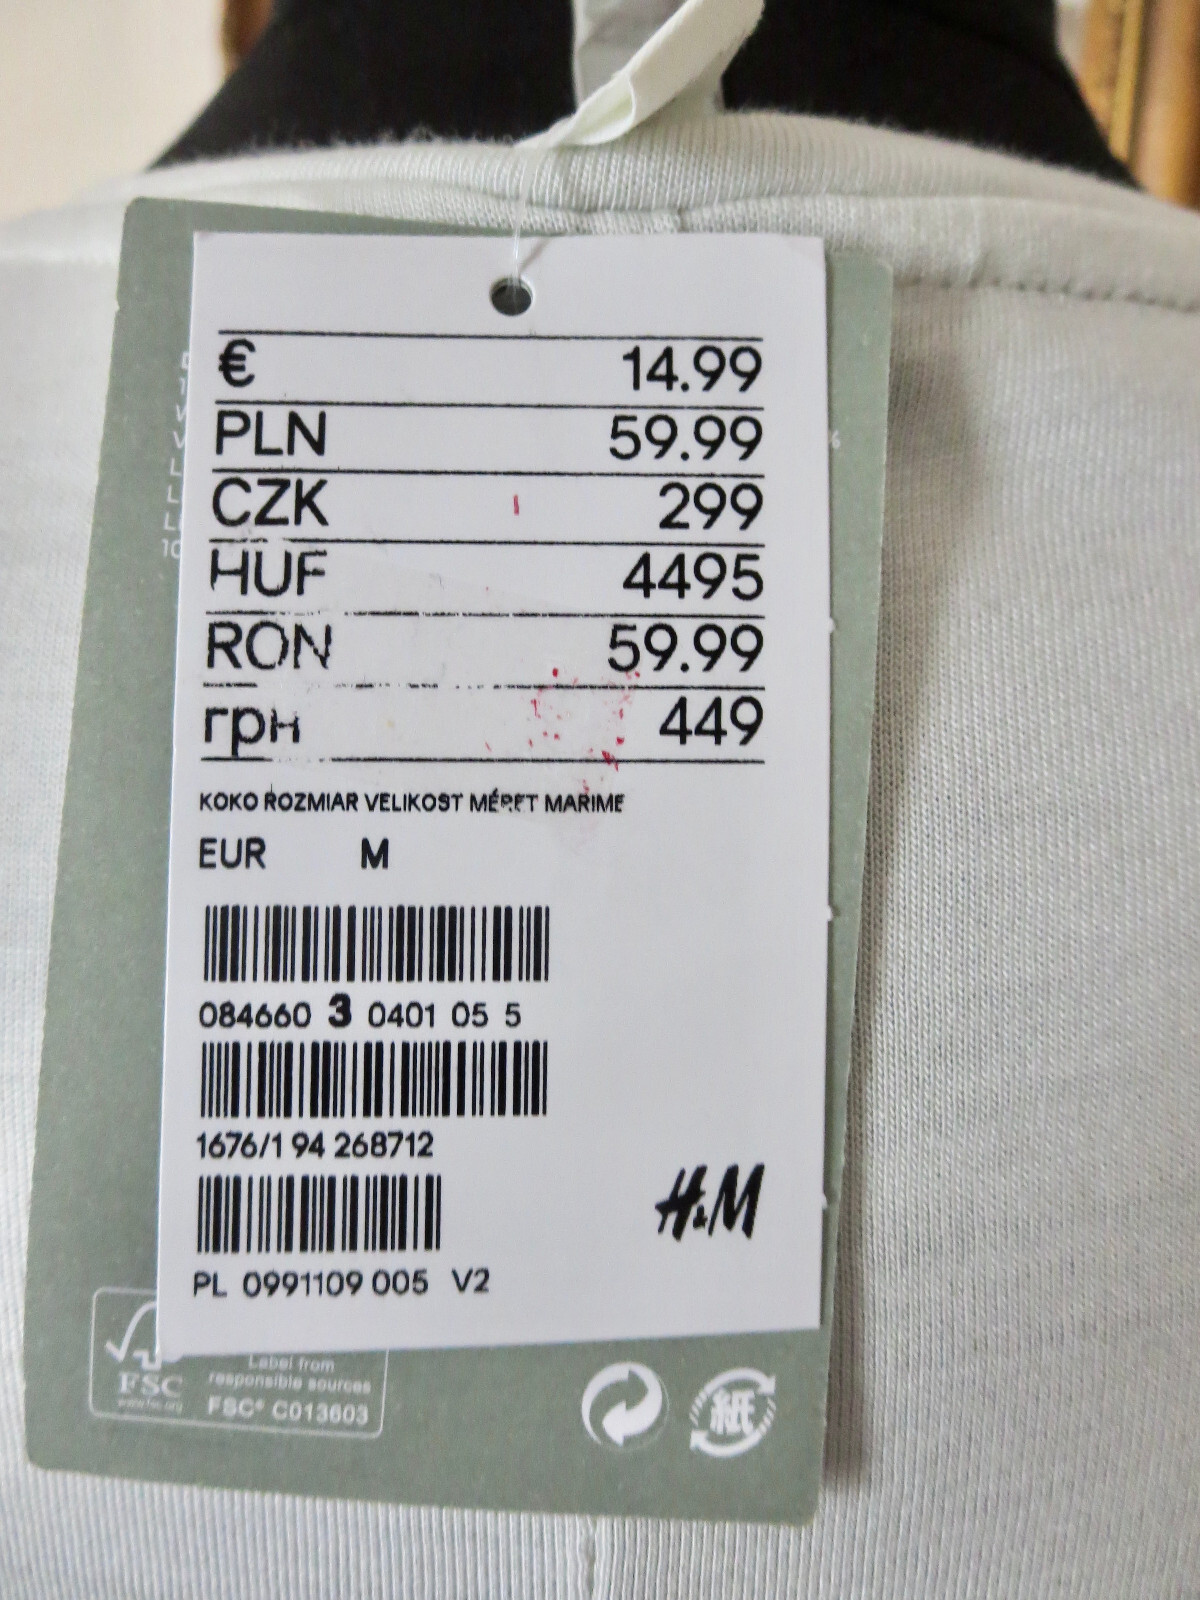 € 14.99
PLN 59.99
CZK 299
HUF 4495
RON 59.99
грн 449
KOKO ROZMIAR VELIKOST MÉRET MARIME
EUR M
084660 3 0401 05 5
1676/1 94 268712
H&M
PL 0991109 005 V2
Label from
responsible sources
FSC
www.fsc.org
FSC® C013603
紙